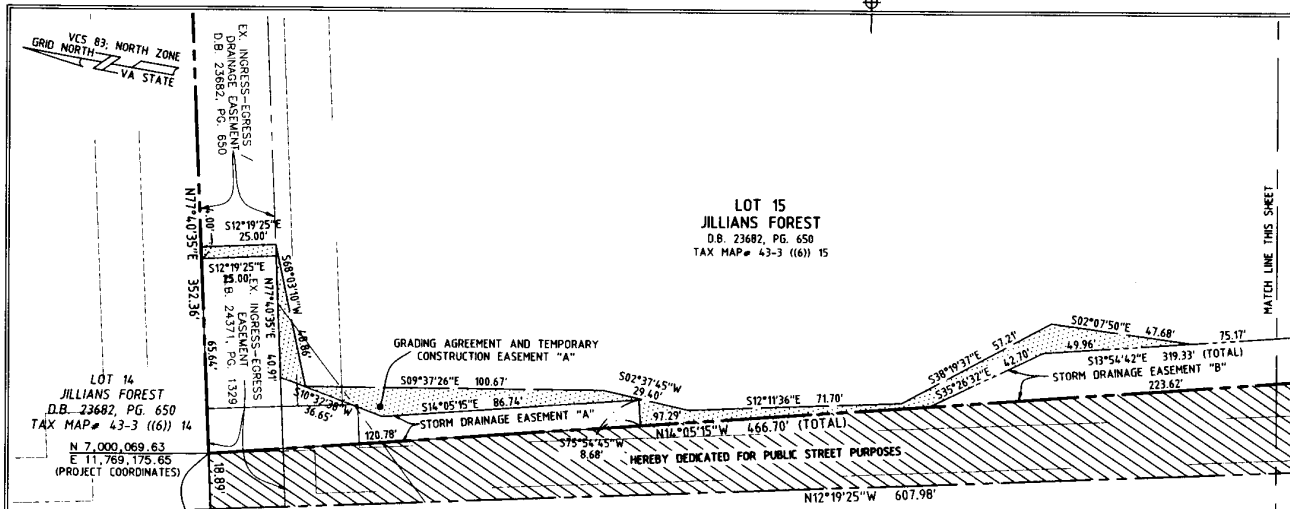 VCS 83; NORTH ZONE
GRID NORTH
VA STATE
EX. INGRESS-EGRESS /
DRAINAGE EASEMENT
D.B. 23682, PG. 650
N77°40'35"E 352.36'
4.00'
S12°19'25"E
25.00'
S12°19'25"E
25.00'
S68°03'10"W
48.86'
N77°40'35"E 40.91'
EX. INGRESS-EGRESS
EASEMENT
D.B. 24371, PG. 1329
65.64'
LOT 15
JILLIANS FOREST
D.B. 23682, PG. 650
TAX MAP# 43-3 ((6)) 15
MATCH LINE THIS SHEET
GRADING AGREEMENT AND TEMPORARY
CONSTRUCTION EASEMENT "A"
S10°32'38"W
36.65'
S09°37'26"E 100.67'
S14°05'15"E 86.74'
STORM DRAINAGE EASEMENT "A"
120.78'
S02°37'45"W
29.40'
97.29'
S12°11'36"E 71.70'
S38°19'37"E 57.21'
S35°26'32"E 42.70'
S02°07'50"E 47.68'
49.96'
75.17'
S13°54'42"E 319.33' (TOTAL)
STORM DRAINAGE EASEMENT "B"
223.62'
N14°05'15"W 466.70' (TOTAL)
S75°54'45"W
8.68'
HEREBY DEDICATED FOR PUBLIC STREET PURPOSES
N12°19'25"W 607.98'
LOT 14
JILLIANS FOREST
D.B. 23682, PG. 650
TAX MAP# 43-3 ((6)) 14
N 7,000,069.63
E 11,769,175.65
(PROJECT COORDINATES)
18.89'